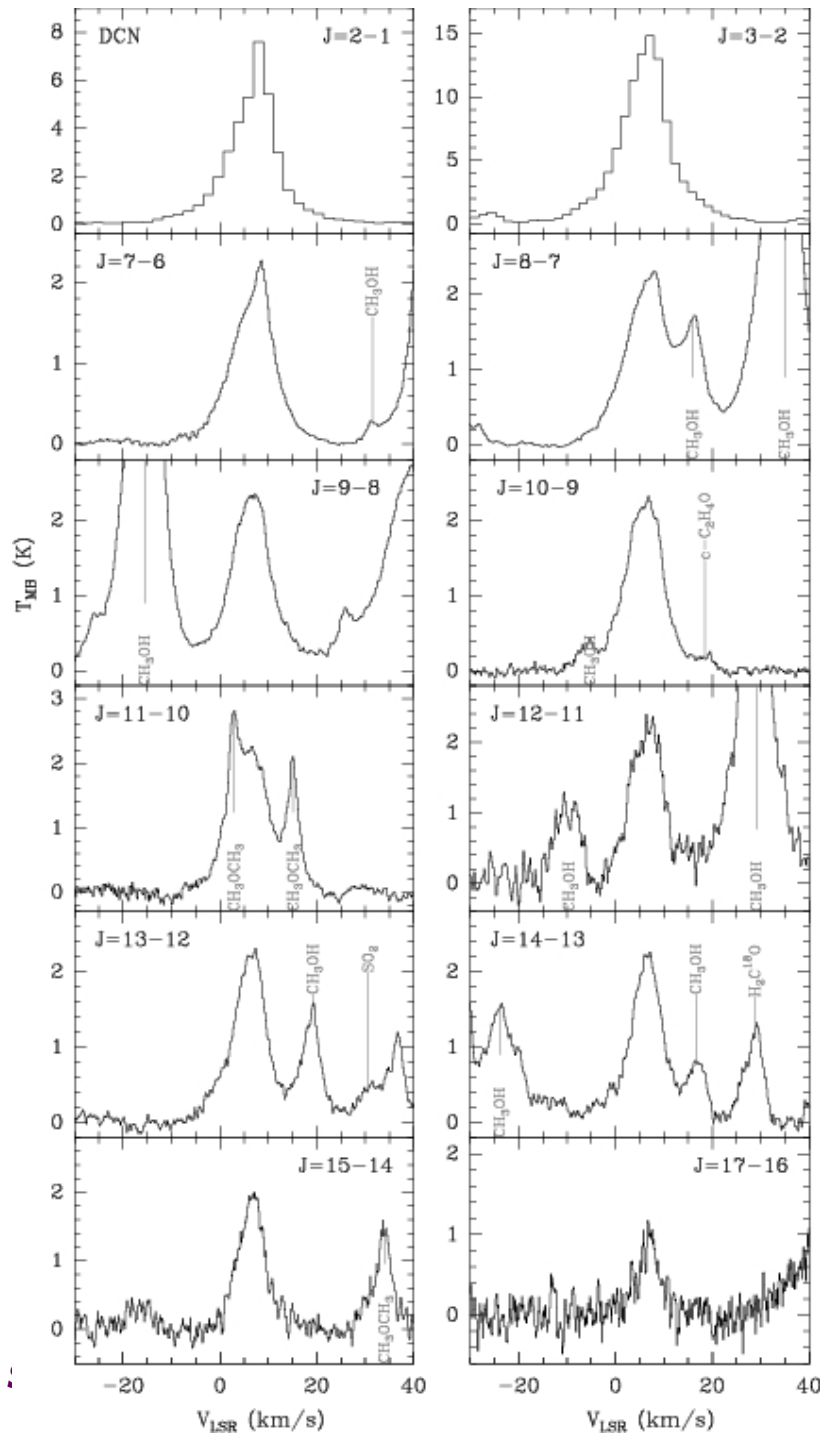 DCN J=2−1
8
6
4
2
0
J=3−2
15
10
5
0
J=7−6
CH₃OH
2
1
0
J=8−7
CH₃OH
CH₃OH
2
1
0
J=9−8
CH₃OH
2
1
0
J=10−9
CH₃OH
c−C₂H₄O
2
1
0
T_MB (K)
J=11−10
CH₃OCH₃
CH₃OCH₃
3
2
1
0
J=12−11
CH₃OH
CH₃OH
2
1
0
J=13−12
CH₃OH
SO₂
2
1
0
J=14−13
CH₃OH
CH₃OH
H₂C¹⁸O
2
1
0
J=15−14
CH₃OCH₃
2
1
0
−20 0 20 40
V_LSR (km/s)
J=17−16
2
1
0
−20 0 20 40
V_LSR (km/s)